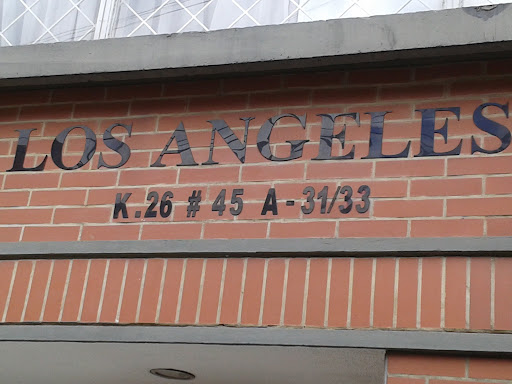 LOS ANGELES
K.26 # 45 A - 31/33